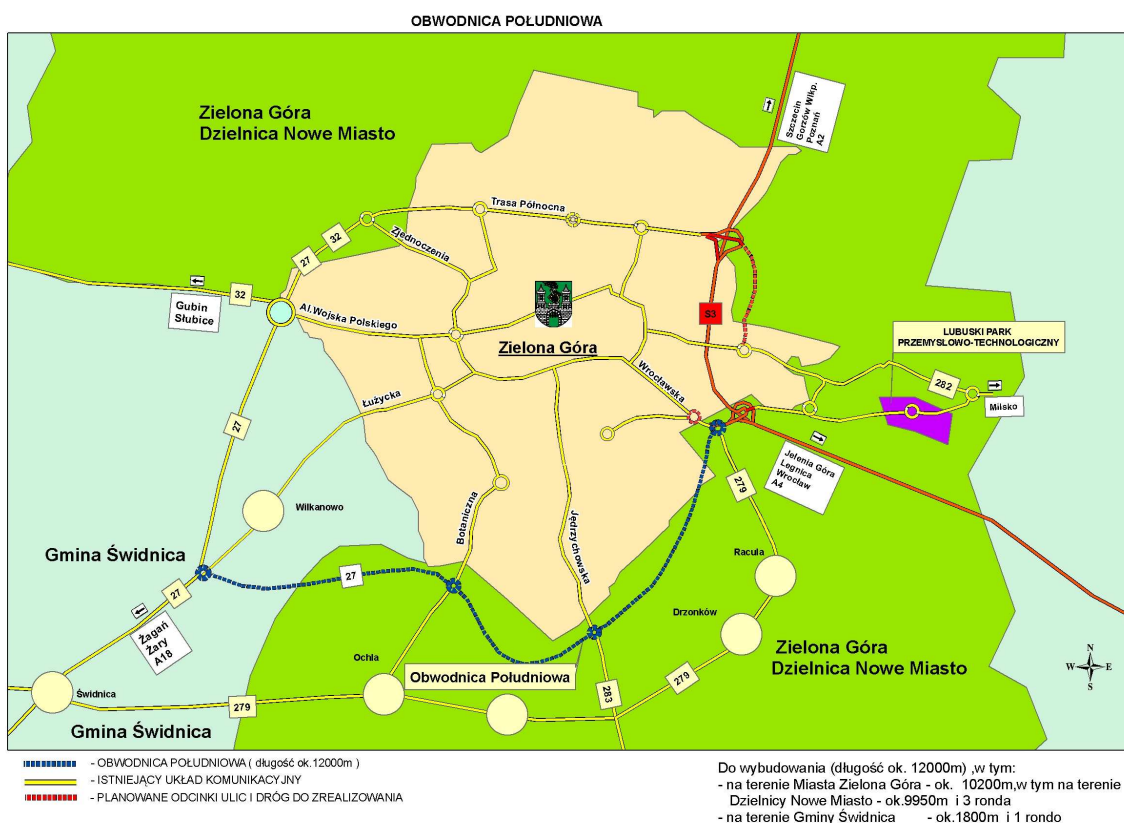 OBWODNICA POŁUDNIOWA
Zielona Góra
Dzielnica Nowe Miasto
Szczecin
Gorzów Wlkp.
Poznań
A2
Trasa Północna
Zjednoczenia
32
27
32
Gubin
Słubice
Al.Wojska Polskiego
Zielona Góra
S3
LUBUSKI PARK
PRZEMYSLOWO-TECHNOLOGICZNY
282
Milsko
Wrocławska
Łużycka
27
Jelenia Góra
Legnica
Wrocław
A4
279
Wilkanowo
Botaniczna
Jędrzychowska
Gmina Świdnica
27
27
Racula
Drzonków
Żagań
Żary
A18
Ochla
Zielona Góra
Dzielnica Nowe Miasto
N
W E
S
Obwodnica Południowa
Świdnica
279
283
279
Gmina Świdnica
- OBWODNICA POŁUDNIOWA ( długość ok.12000m )
- ISTNIEJĄCY UKŁAD KOMUNIKACYJNY
- PLANOWANE ODCINKI ULIC I DRÓG DO ZREALIZOWANIA
Do wybudowania (długość ok. 12000m) ,w tym:
- na terenie Miasta Zielona Góra - ok. 10200m,w tym na terenie
Dzielnicy Nowe Miasto - ok.9950m i 3 ronda
- na terenie Gminy Świdnica - ok.1800m i 1 rondo